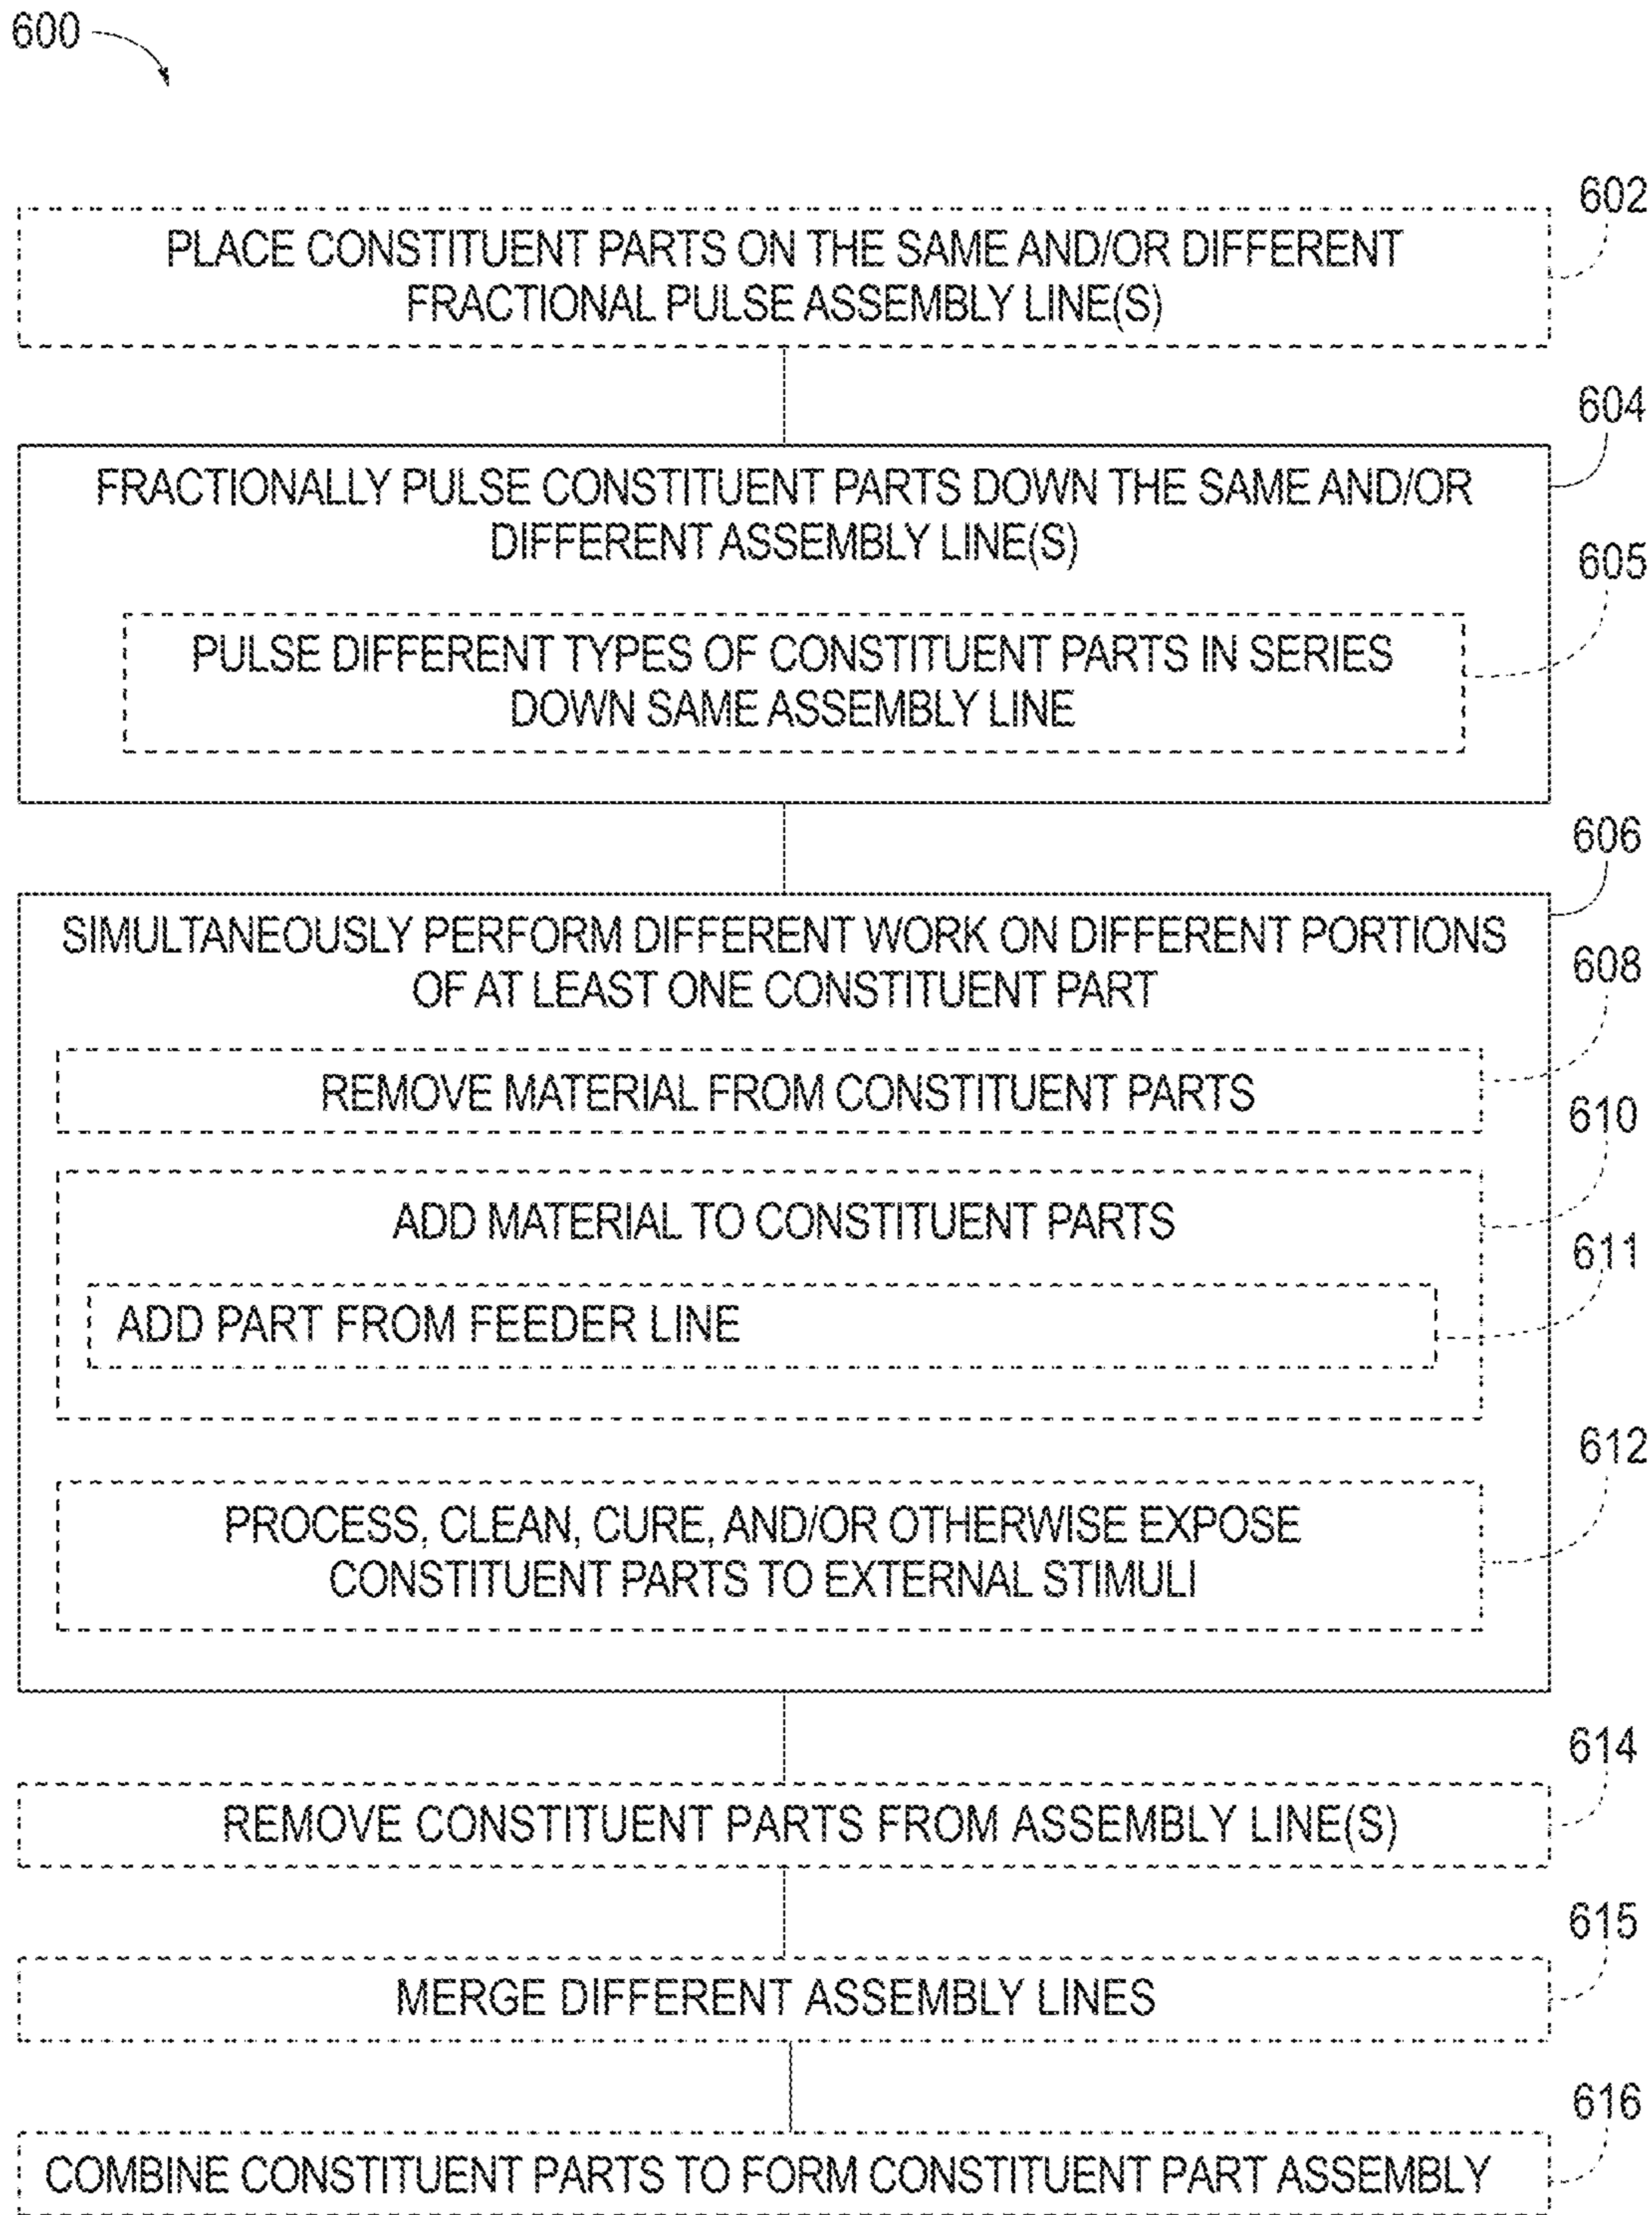 600
602
PLACE CONSTITUENT PARTS ON THE SAME AND/OR DIFFERENT
FRACTIONAL PULSE ASSEMBLY LINE(S)
604
FRACTIONALLY PULSE CONSTITUENT PARTS DOWN THE SAME AND/OR
DIFFERENT ASSEMBLY LINE(S)
605
PULSE DIFFERENT TYPES OF CONSTITUENT PARTS IN SERIES
DOWN SAME ASSEMBLY LINE
606
SIMULTANEOUSLY PERFORM DIFFERENT WORK ON DIFFERENT PORTIONS
OF AT LEAST ONE CONSTITUENT PART
608
REMOVE MATERIAL FROM CONSTITUENT PARTS
610
ADD MATERIAL TO CONSTITUENT PARTS
611
ADD PART FROM FEEDER LINE
612
PROCESS, CLEAN, CURE, AND/OR OTHERWISE EXPOSE
CONSTITUENT PARTS TO EXTERNAL STIMULI
614
REMOVE CONSTITUENT PARTS FROM ASSEMBLY LINE(S)
615
MERGE DIFFERENT ASSEMBLY LINES
616
COMBINE CONSTITUENT PARTS TO FORM CONSTITUENT PART ASSEMBLY